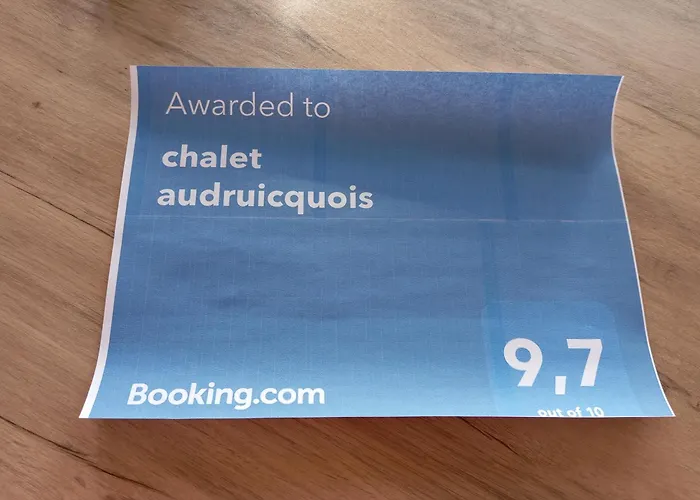 Awarded to
chalet
audruicquois
9,7
out of 10
Booking.com